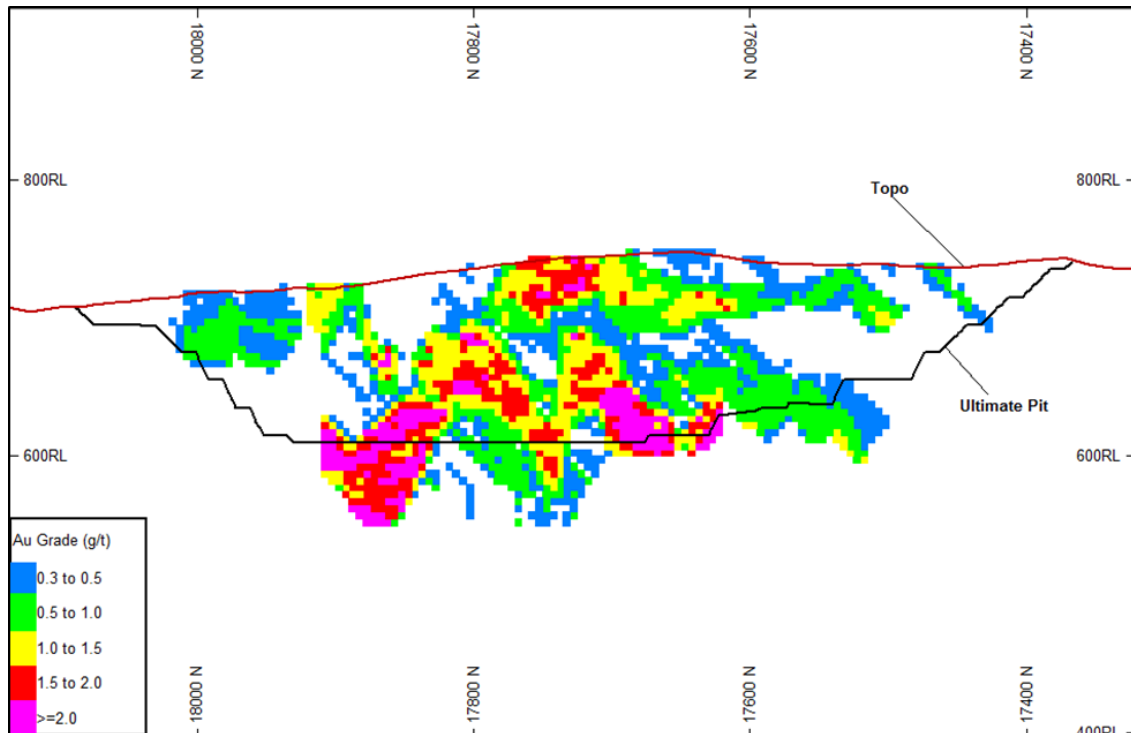 18000 N
17800 N
17600 N
17400 N
800RL
800RL
Topo
Ultimate Pit
600RL
600RL
Au Grade (g/t)
0.3 to 0.5
0.5 to 1.0
1.0 to 1.5
1.5 to 2.0
>=2.0
18000 N
17800 N
17600 N
17400 N
400RL